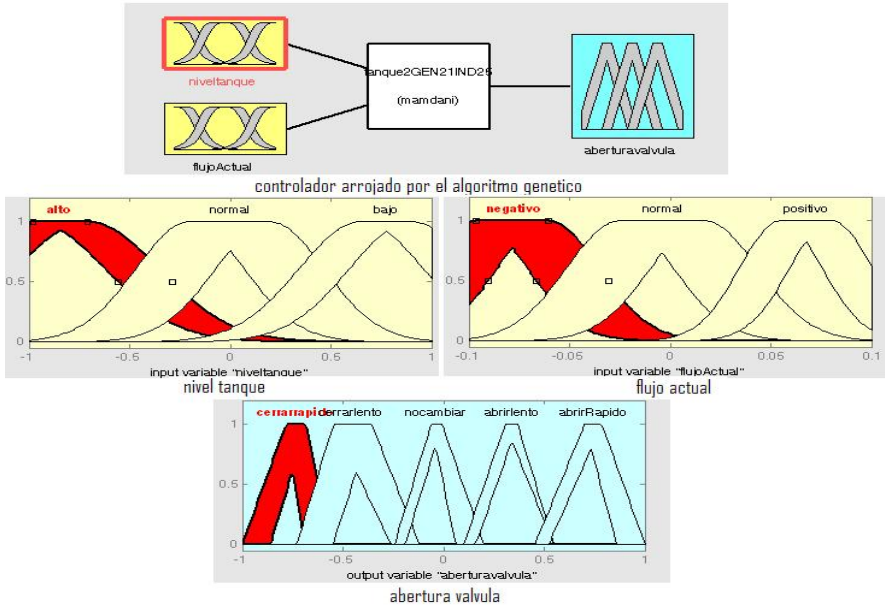 tanque2GEN21IND25
(mamdani)
niveltanque
flujoActual
aberturavalvula
controlador arrojado por el algoritmo genetico
alto normal bajo
1
0.5
0
-1 -0.5 0 0.5 1
input variable "niveltanque"
nivel tanque
negativo normal positivo
1
0.5
0
-0.1 -0.05 0 0.05 0.1
input variable "flujoActual"
flujo actual
cerrarrapido cerrarlento nocambiar abrirlento abrirRapido
1
0.5
0
-1 -0.5 0 0.5 1
output variable "aberturavalvula"
abertura valvula